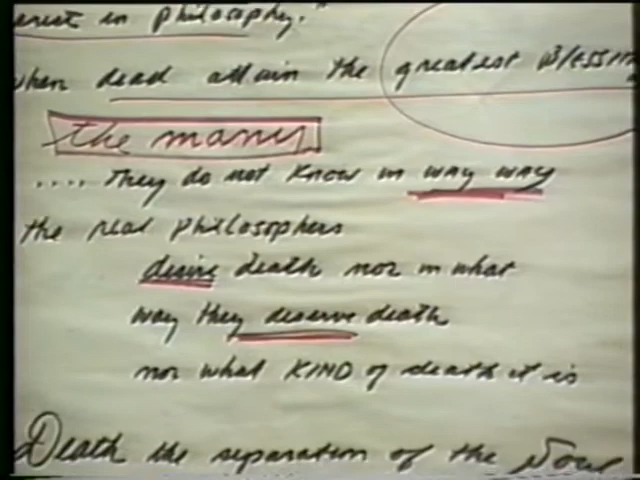 erest in philosophy."
when dead attain the greatest blessin
the many
.... They do not know in way way
the real philosophers
desire death nor in what
way they deserve death
nor what KIND of death it is
Death the separation of the Soul